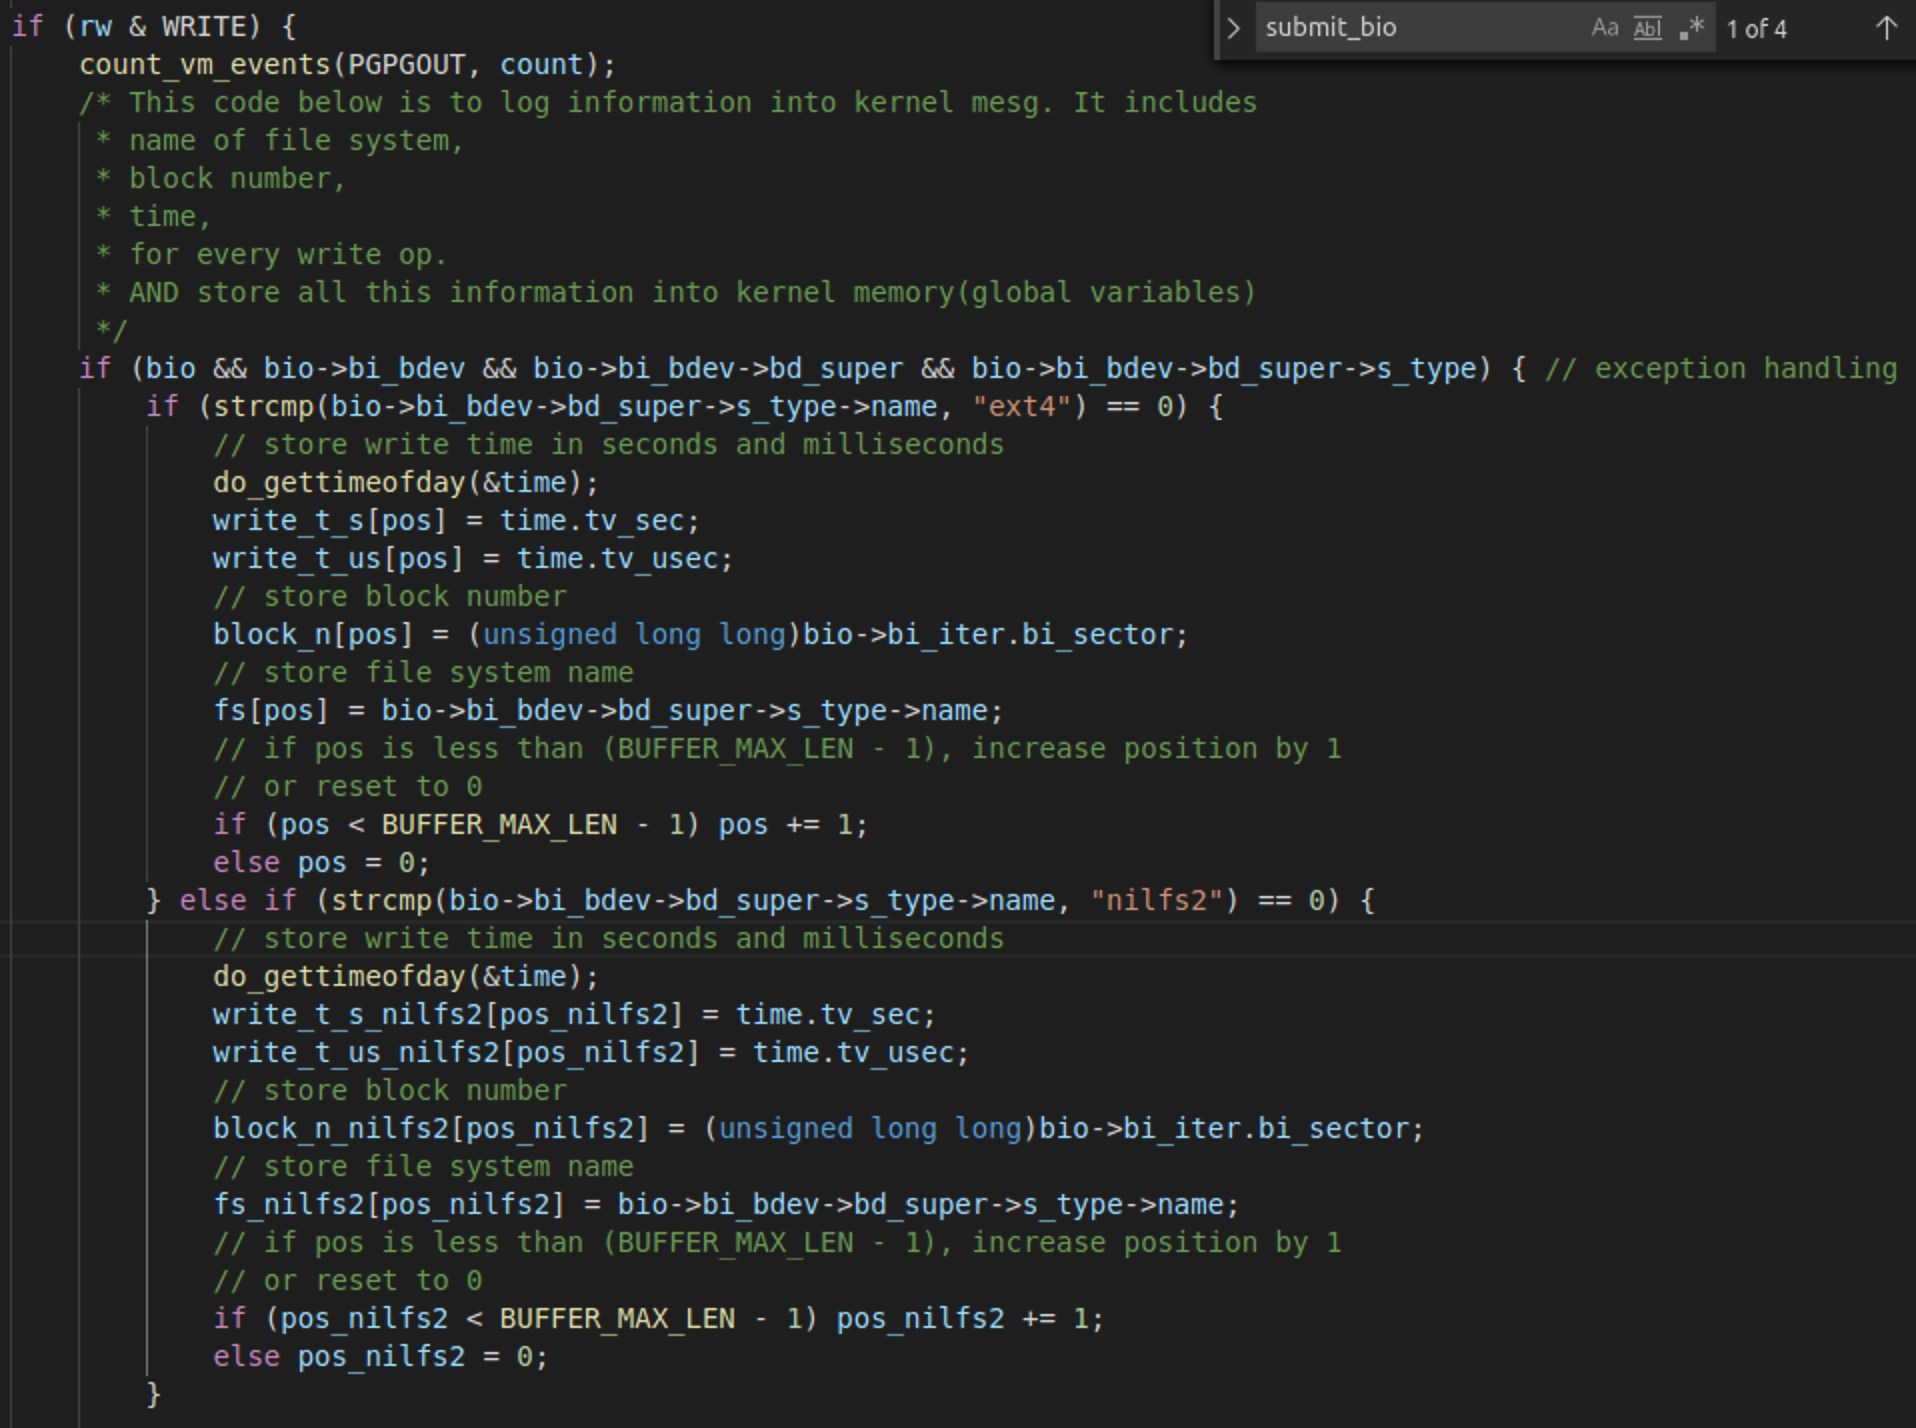 if (rw & WRITE) {
submit_bio
Aa Abl .* 1 of 4 ↑
    count_vm_events(PGPGOUT, count);
    /* This code below is to log information into kernel mesg. It includes
     * name of file system,
     * block number,
     * time,
     * for every write op.
     * AND store all this information into kernel memory(global variables)
     */
    if (bio && bio->bi_bdev && bio->bi_bdev->bd_super && bio->bi_bdev->bd_super->s_type) { // exception handling
        if (strcmp(bio->bi_bdev->bd_super->s_type->name, "ext4") == 0) {
            // store write time in seconds and milliseconds
            do_gettimeofday(&time);
            write_t_s[pos] = time.tv_sec;
            write_t_us[pos] = time.tv_usec;
            // store block number
            block_n[pos] = (unsigned long long)bio->bi_iter.bi_sector;
            // store file system name
            fs[pos] = bio->bi_bdev->bd_super->s_type->name;
            // if pos is less than (BUFFER_MAX_LEN - 1), increase position by 1
            // or reset to 0
            if (pos < BUFFER_MAX_LEN - 1) pos += 1;
            else pos = 0;
        } else if (strcmp(bio->bi_bdev->bd_super->s_type->name, "nilfs2") == 0) {
            // store write time in seconds and milliseconds
            do_gettimeofday(&time);
            write_t_s_nilfs2[pos_nilfs2] = time.tv_sec;
            write_t_us_nilfs2[pos_nilfs2] = time.tv_usec;
            // store block number
            block_n_nilfs2[pos_nilfs2] = (unsigned long long)bio->bi_iter.bi_sector;
            // store file system name
            fs_nilfs2[pos_nilfs2] = bio->bi_bdev->bd_super->s_type->name;
            // if pos is less than (BUFFER_MAX_LEN - 1), increase position by 1
            // or reset to 0
            if (pos_nilfs2 < BUFFER_MAX_LEN - 1) pos_nilfs2 += 1;
            else pos_nilfs2 = 0;
        }